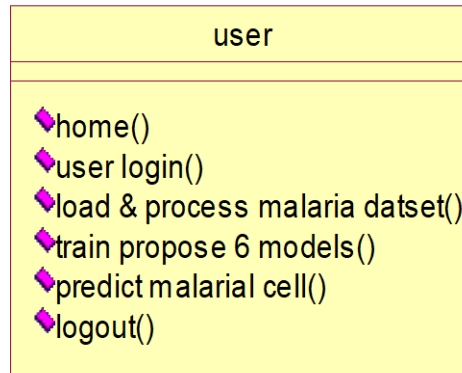 user
home()
user login()
load & process malaria datset()
train propose 6 models()
predict malarial cell()
logout()